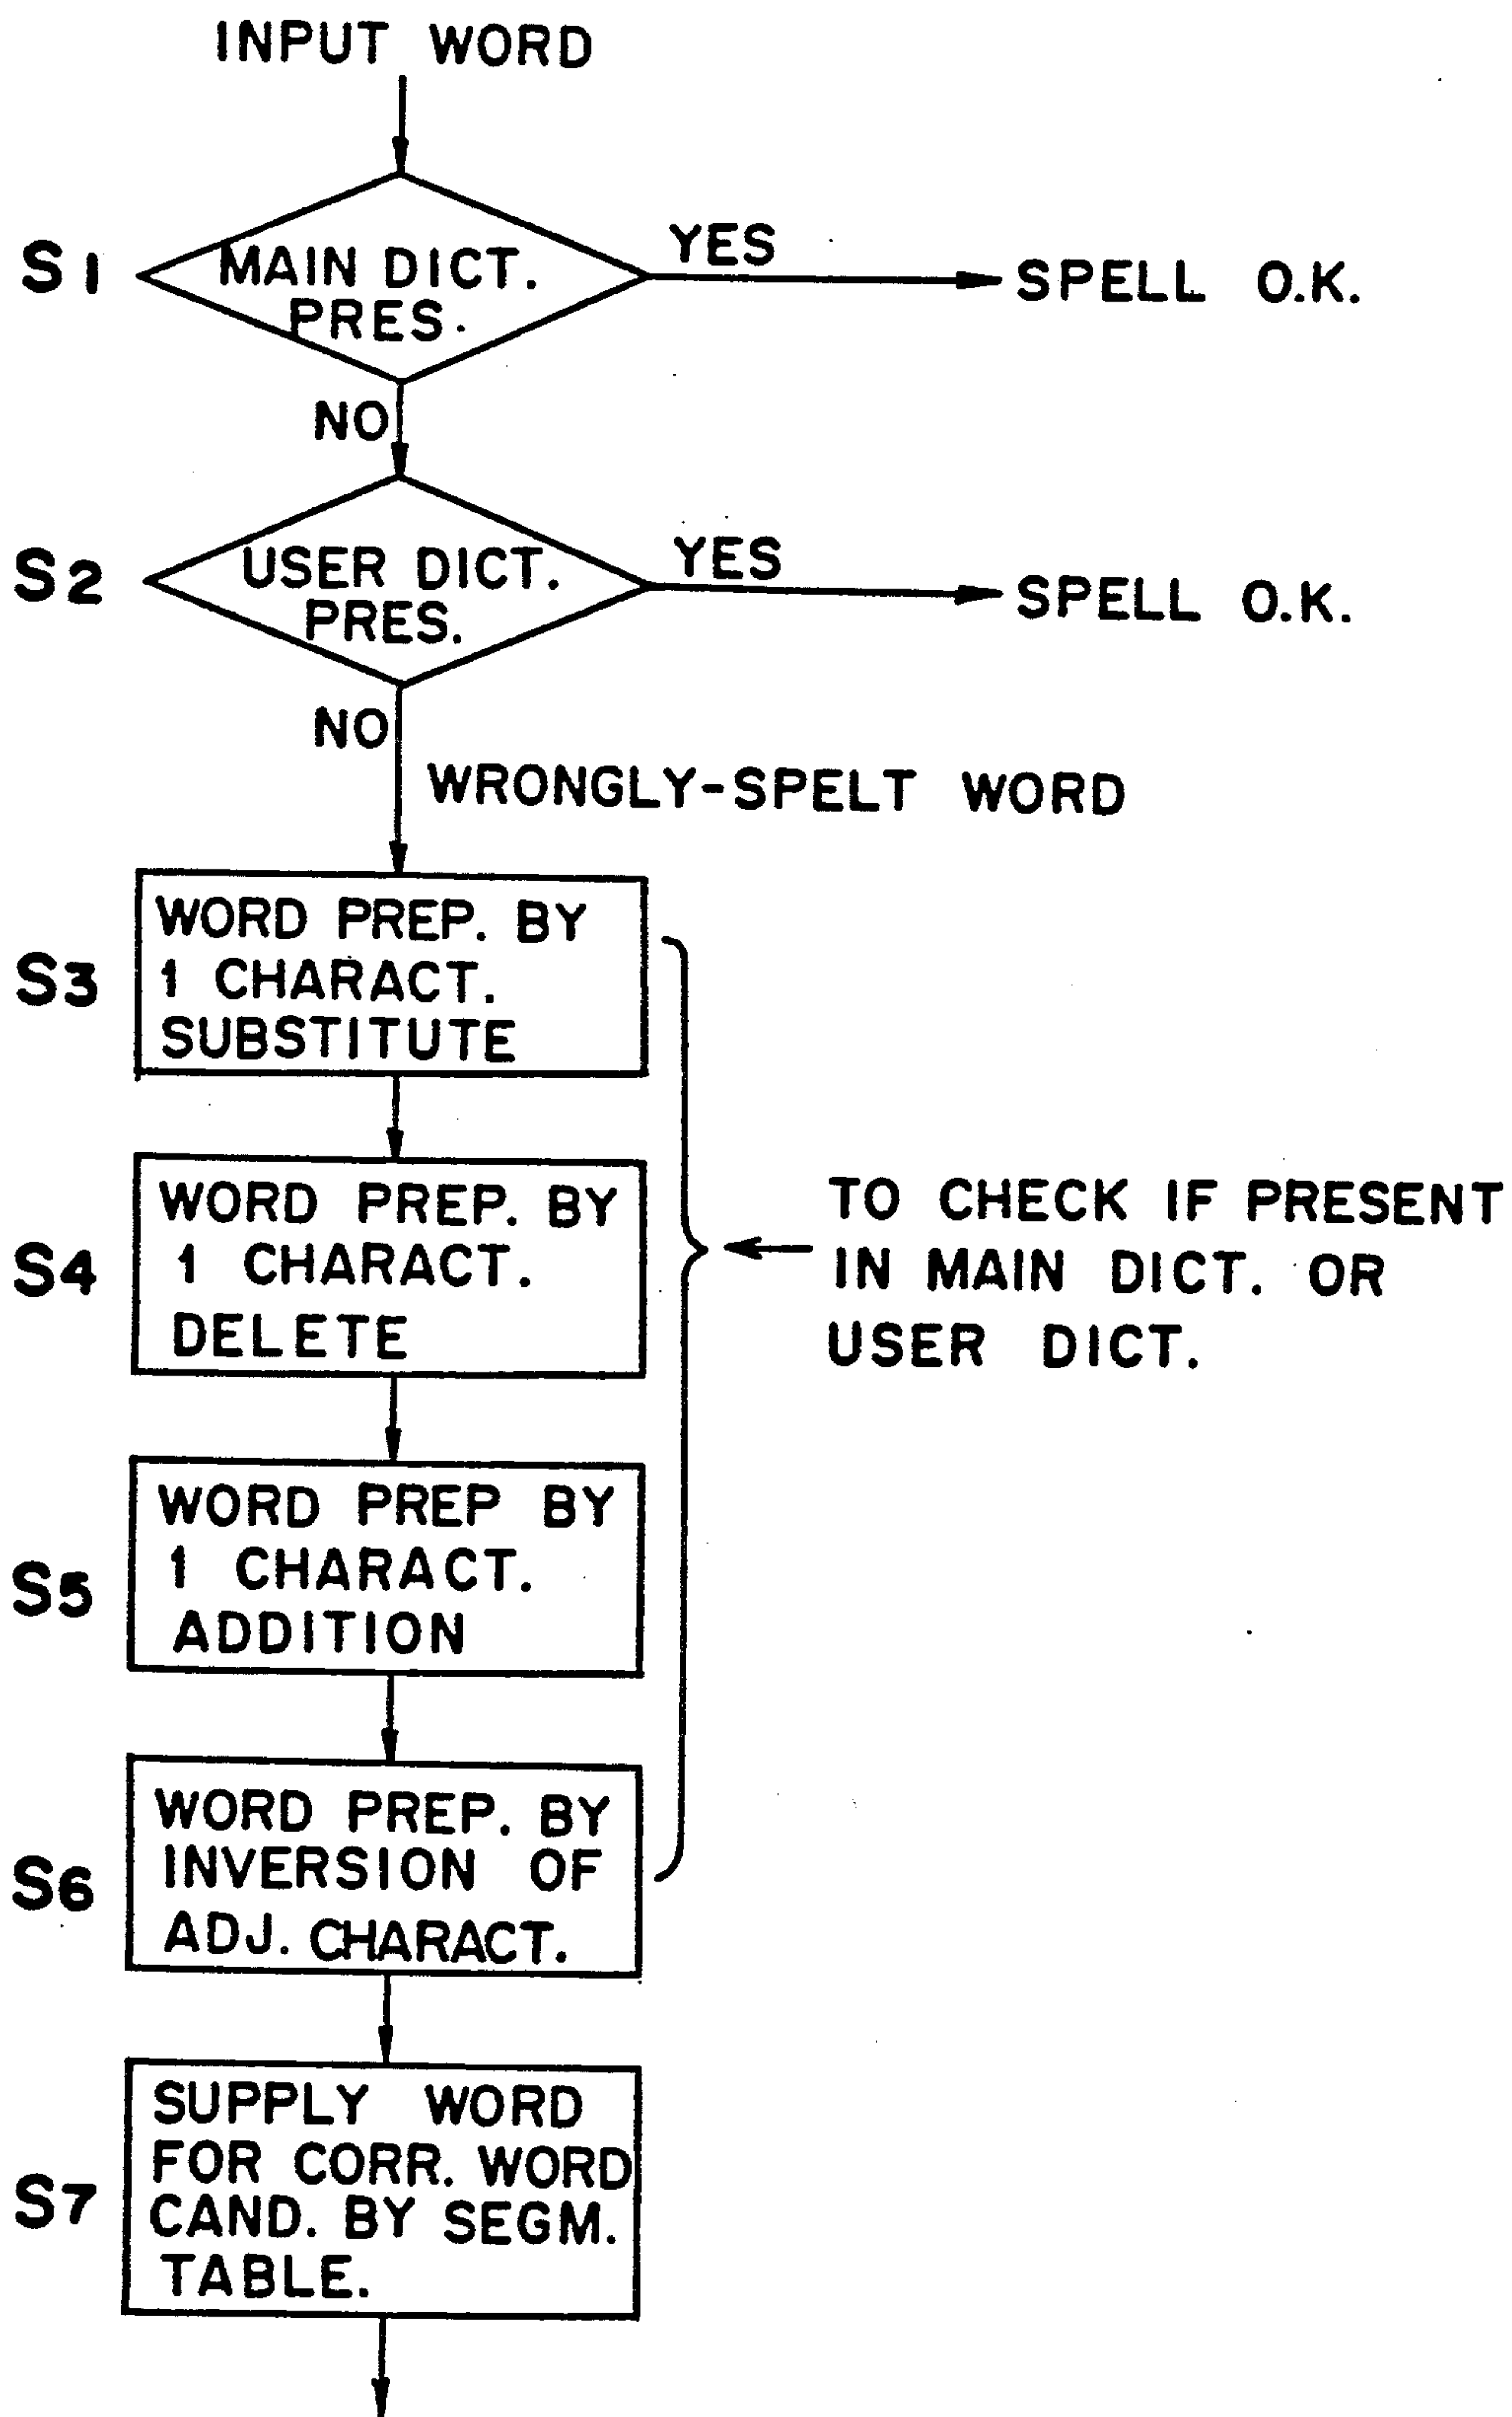 INPUT WORD
S1
MAIN DICT.
PRES.
YES
SPELL O.K.
NO
S2
USER DICT.
PRES.
YES
SPELL O.K.
NO
WRONGLY-SPELT WORD
S3
WORD PREP. BY
1 CHARACT.
SUBSTITUTE
S4
WORD PREP. BY
1 CHARACT.
DELETE
TO CHECK IF PRESENT
IN MAIN DICT. OR
USER DICT.
S5
WORD PREP BY
1 CHARACT.
ADDITION
S6
WORD PREP. BY
INVERSION OF
ADJ. CHARACT.
S7
SUPPLY WORD
FOR CORR. WORD
CAND. BY SEGM.
TABLE.